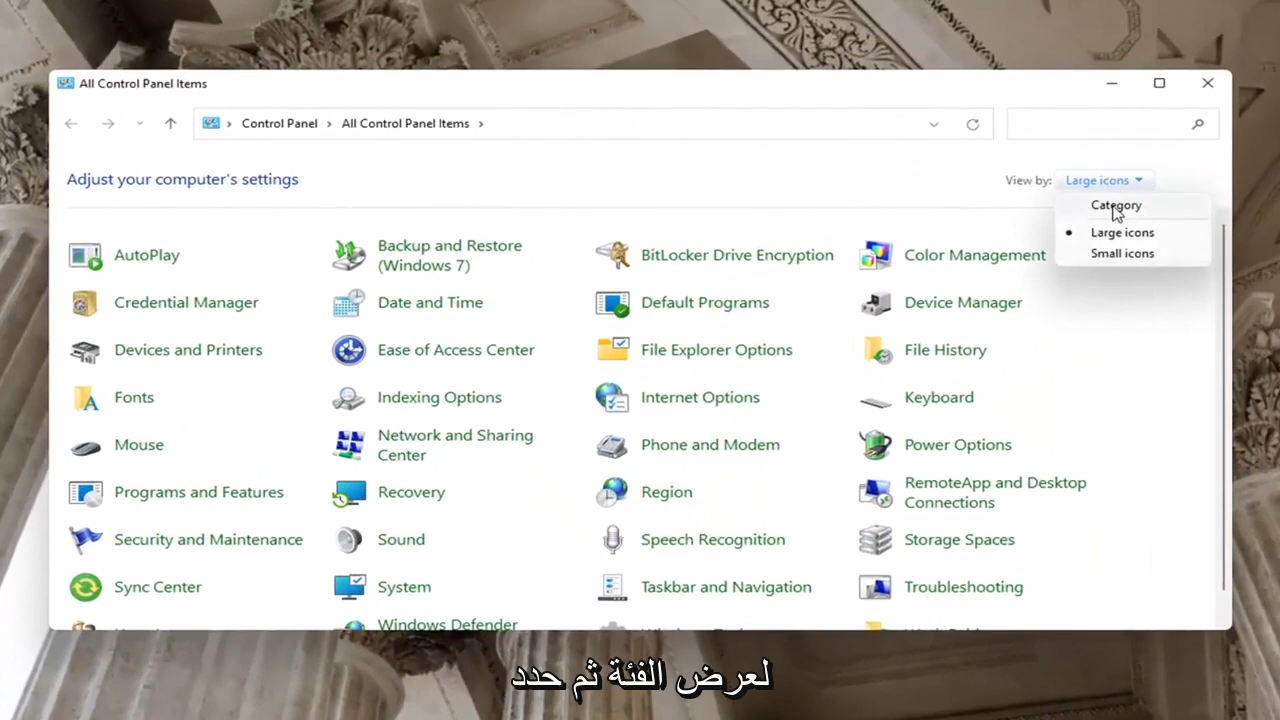 All Control Panel Items
Control Panel
All Control Panel Items
Adjust your computer's settings
View by:
Large icons
Category
Large icons
Small icons
AutoPlay
Backup and Restore
(Windows 7)
BitLocker Drive Encryption
Color Management
Credential Manager
Date and Time
Default Programs
Device Manager
Devices and Printers
Ease of Access Center
File Explorer Options
File History
Fonts
Indexing Options
Internet Options
Keyboard
Mouse
Network and Sharing
Center
Phone and Modem
Power Options
Programs and Features
Recovery
Region
RemoteApp and Desktop
Connections
Security and Maintenance
Sound
Speech Recognition
Storage Spaces
Sync Center
System
Taskbar and Navigation
Troubleshooting
Windows Defender
لعرض الفئة ثم حدد